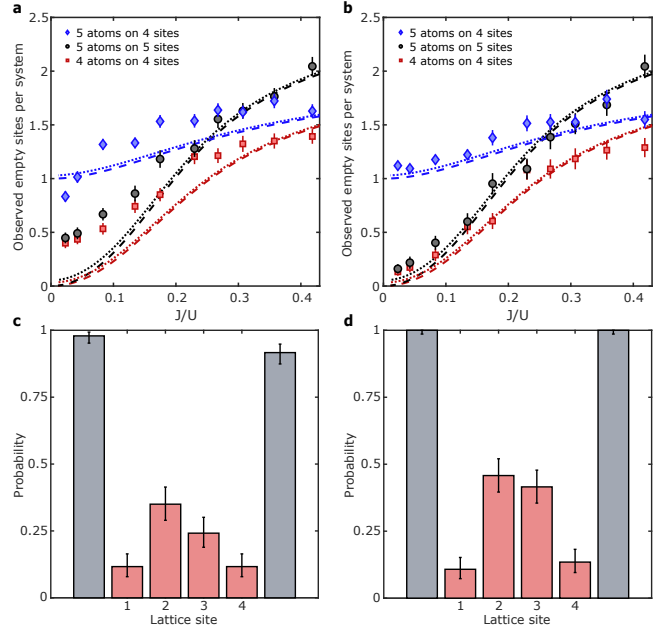 a
b
Observed empty sites per system
2.5
2
1.5
1
0.5
0
5 atoms on 4 sites
5 atoms on 5 sites
4 atoms on 4 sites
0
0.1
0.2
0.3
0.4
J/U
Observed empty sites per system
2.5
2
1.5
1
0.5
0
5 atoms on 4 sites
5 atoms on 5 sites
4 atoms on 4 sites
0
0.1
0.2
0.3
0.4
J/U
c
d
Probability
1
0.75
0.5
0.25
0
1
2
3
4
Lattice site
Probability
1
0.75
0.5
0.25
0
1
2
3
4
Lattice site